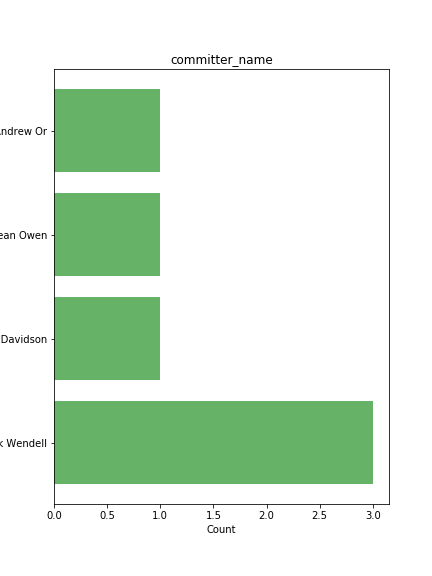 committer_name
ndrew Or
ean Owen
Davidson
k Wendell
0.0 0.5 1.0 1.5 2.0 2.5 3.0
Count